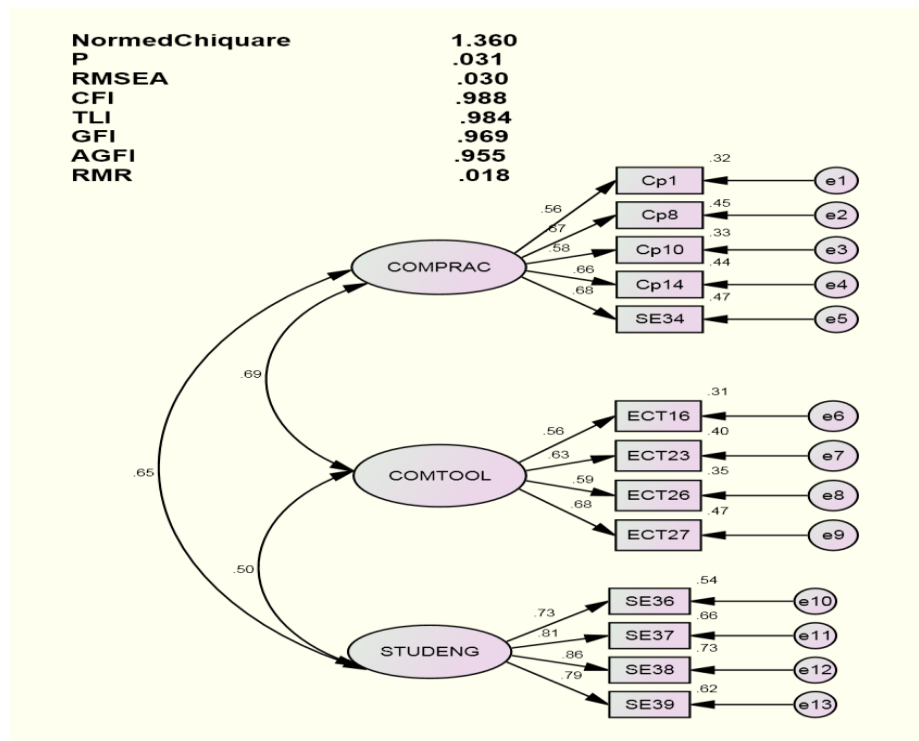 NormedChiquare 1.360
P .031
RMSEA .030
CFI .988
TLI .984
GFI .969
AGFI .955
RMR .018
.32
Cp1 e1
.56
.45
Cp8 e2
.67
.33
.58
Cp10 e3
.44
COMPRAC
.66
Cp14 e4
.47
.68
SE34 e5
.69
.31
ECT16 e6
.56
.40
.63
ECT23 e7
.65
COMTOOL
.35
.59
ECT26 e8
.68
.47
ECT27 e9
.50
.54
SE36 e10
.73
.66
.81
SE37 e11
STUDENG
.73
.86
SE38 e12
.79
.62
SE39 e13